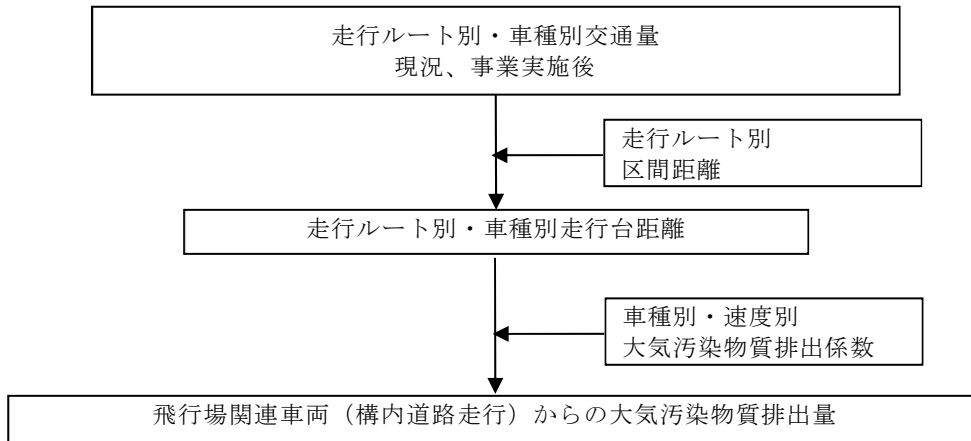 走行ルート別・車種別交通量
現況、事業実施後
走行ルート別
区間距離
走行ルート別・車種別走行台距離
車種別・速度別
大気汚染物質排出係数
飛行場関連車両（構内道路走行）からの大気汚染物質排出量